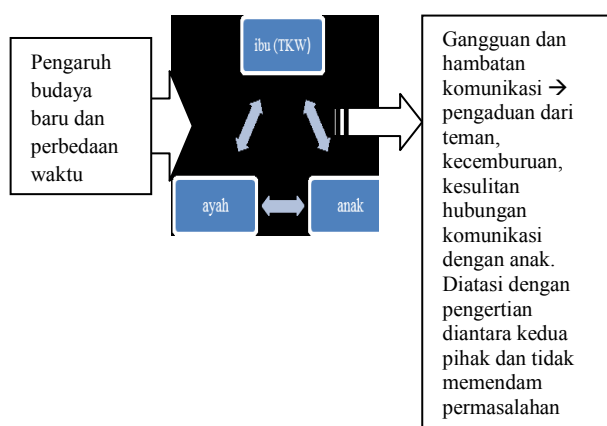 Pengaruh
budaya
baru dan
perbedaan
waktu
ibu (TKW)
ayah
anak
Gangguan dan
hambatan
komunikasi →
pengaduan dari
teman,
kecemburuan,
kesulitan
hubungan
komunikasi
dengan anak.
Diatasi dengan
pengertian
diantara kedua
pihak dan tidak
memendam
permasalahan